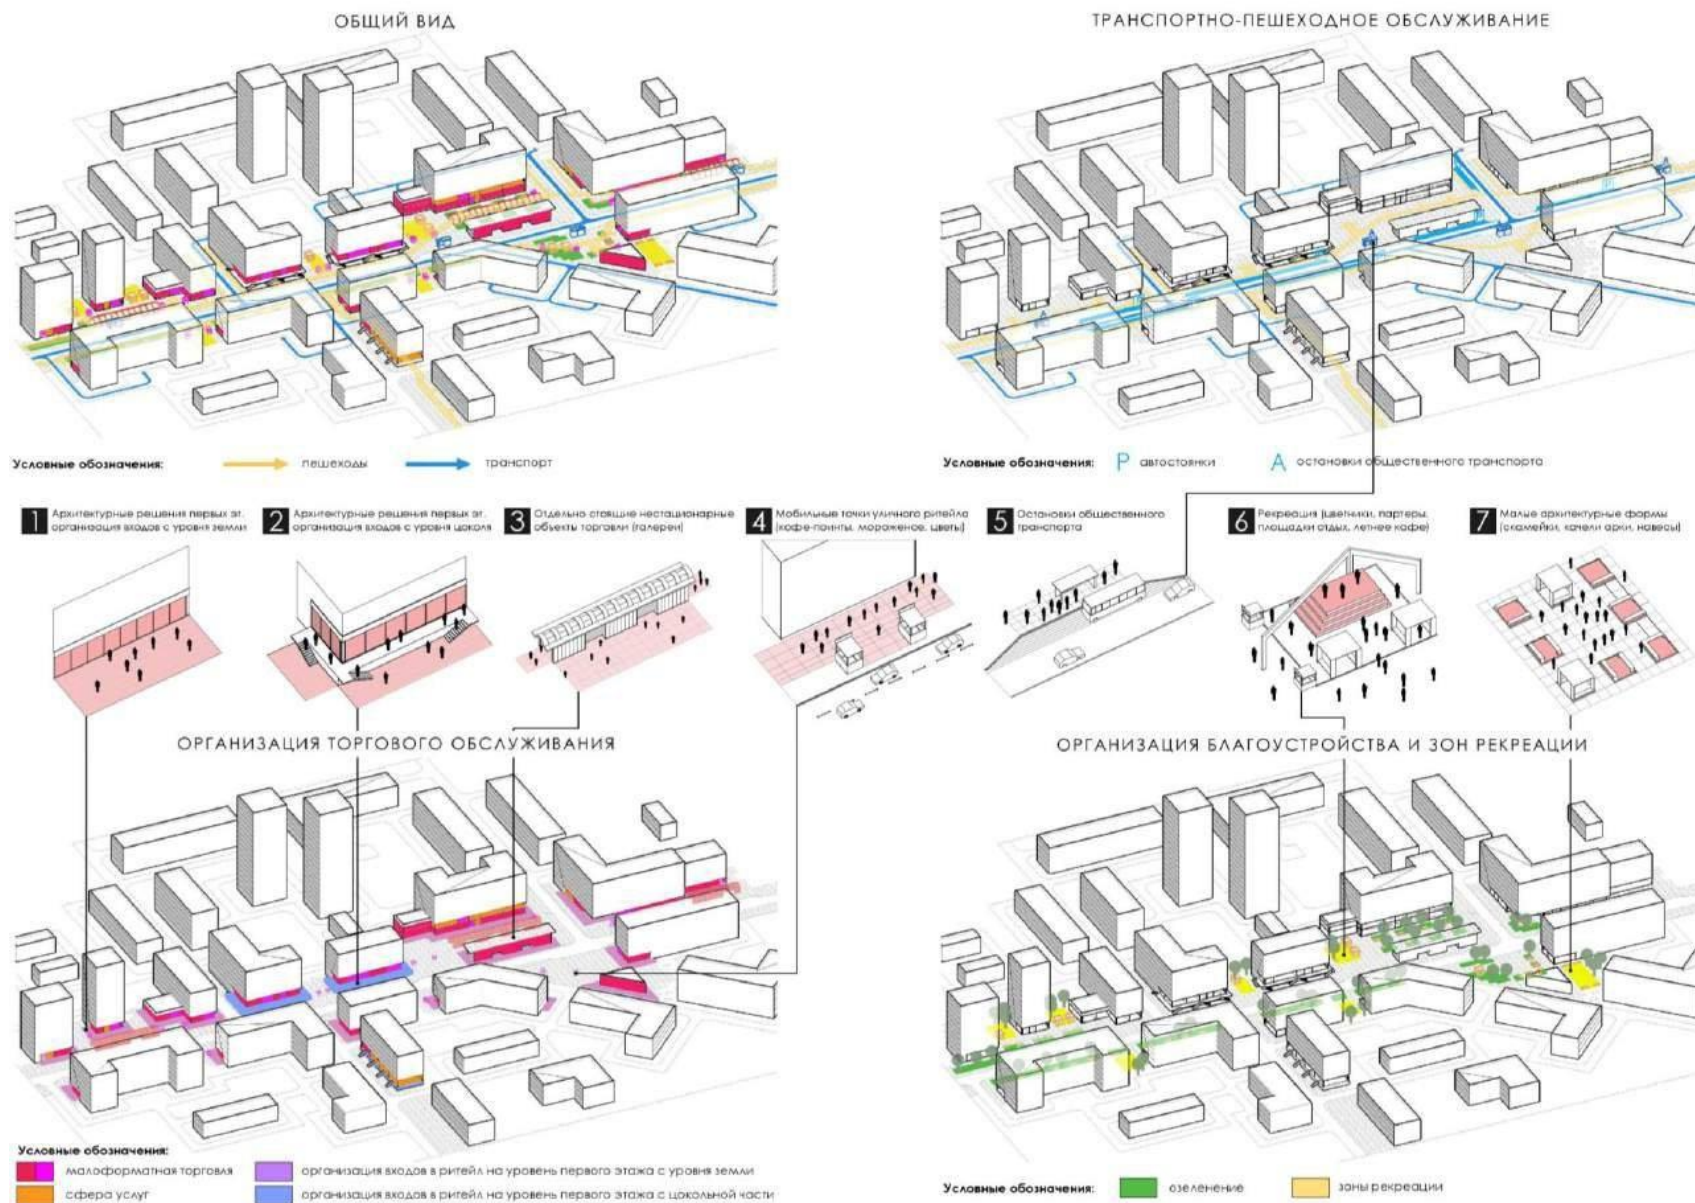 ОБЩИЙ ВИД
ТРАНСПОРТНО-ПЕШЕХОДНОЕ ОБСЛУЖИВАНИЕ
Условные обозначения:
пешеходы
транспорт
Условные обозначения:
P автостоянки
A остановки общественного транспорта
1 Архитектурные решения первых эт.
организация входов с уровня земли
2 Архитектурные решения первых эт.
организация входов с уровня цоколя
3 Отдельно стоящие нестационарные
объекты торговли (галереи)
4 Мобильные точки уличного ритейла
(кофе-поинты, мороженое, цветы)
5 Остановки общественного
транспорта
6 Рекреация (цветники, партеры,
площадки отдых, летнее кафе)
7 Малые архитектурные формы
(скамейки, качели арки, навесы)
ОРГАНИЗАЦИЯ ТОРГОВОГО ОБСЛУЖИВАНИЯ
ОРГАНИЗАЦИЯ БЛАГОУСТРОЙСТВА И ЗОН РЕКРЕАЦИИ
Условные обозначения:
малоформатная торговля
организация входов в ритейл на уровень первого этажа с уровня земли
сфера услуг
организация входов в ритейл на уровень первого этажа с цокольной части
Условные обозначения:
озеленение
зоны рекреации